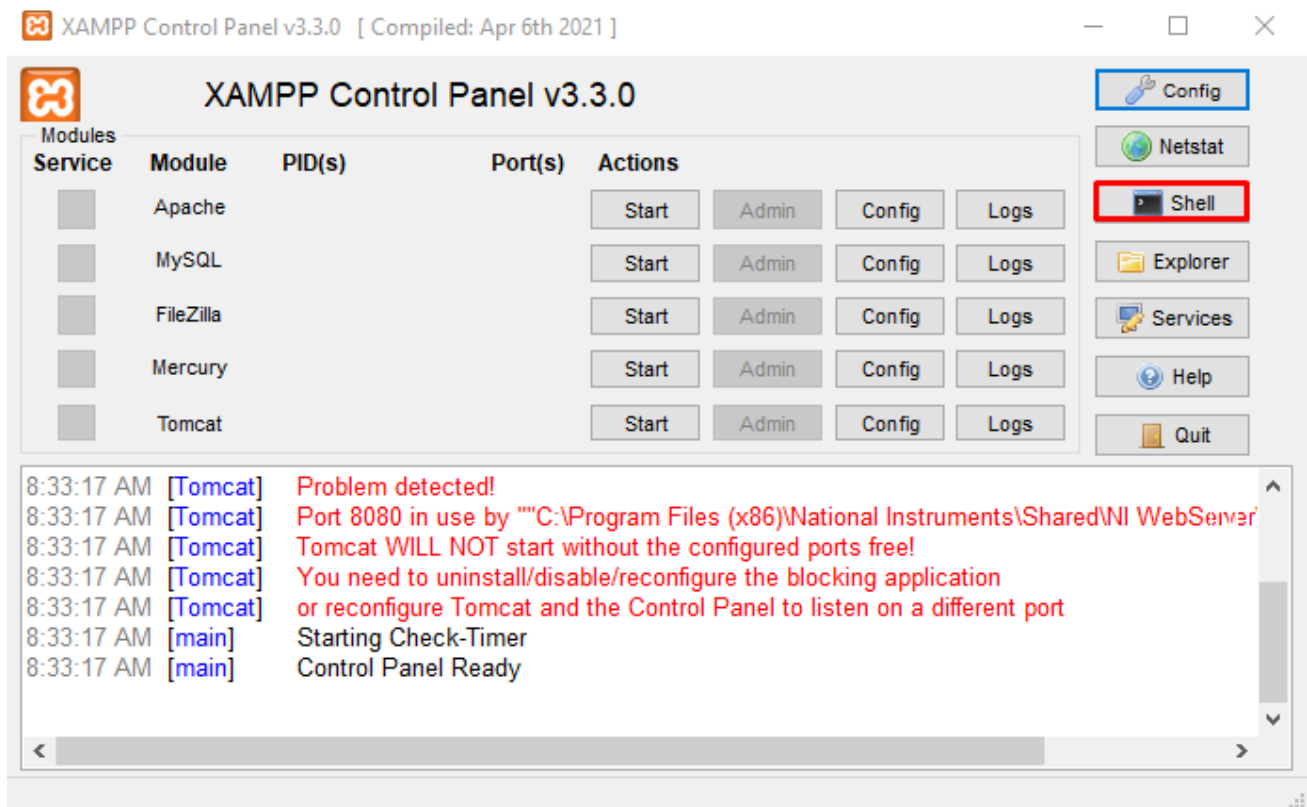 XAMPP Control Panel v3.3.0 [ Compiled: Apr 6th 2021 ]
XAMPP Control Panel v3.3.0
Config
Modules
Service Module PID(s) Port(s) Actions
Netstat
Apache Start Admin Config Logs
Shell
MySQL Start Admin Config Logs
Explorer
FileZilla Start Admin Config Logs
Services
Mercury Start Admin Config Logs
Help
Tomcat Start Admin Config Logs
Quit
8:33:17 AM [Tomcat] Problem detected!
8:33:17 AM [Tomcat] Port 8080 in use by ""C:\Program Files (x86)\National Instruments\Shared\NI WebServer\
8:33:17 AM [Tomcat] Tomcat WILL NOT start without the configured ports free!
8:33:17 AM [Tomcat] You need to uninstall/disable/reconfigure the blocking application
8:33:17 AM [Tomcat] or reconfigure Tomcat and the Control Panel to listen on a different port
8:33:17 AM [main] Starting Check-Timer
8:33:17 AM [main] Control Panel Ready